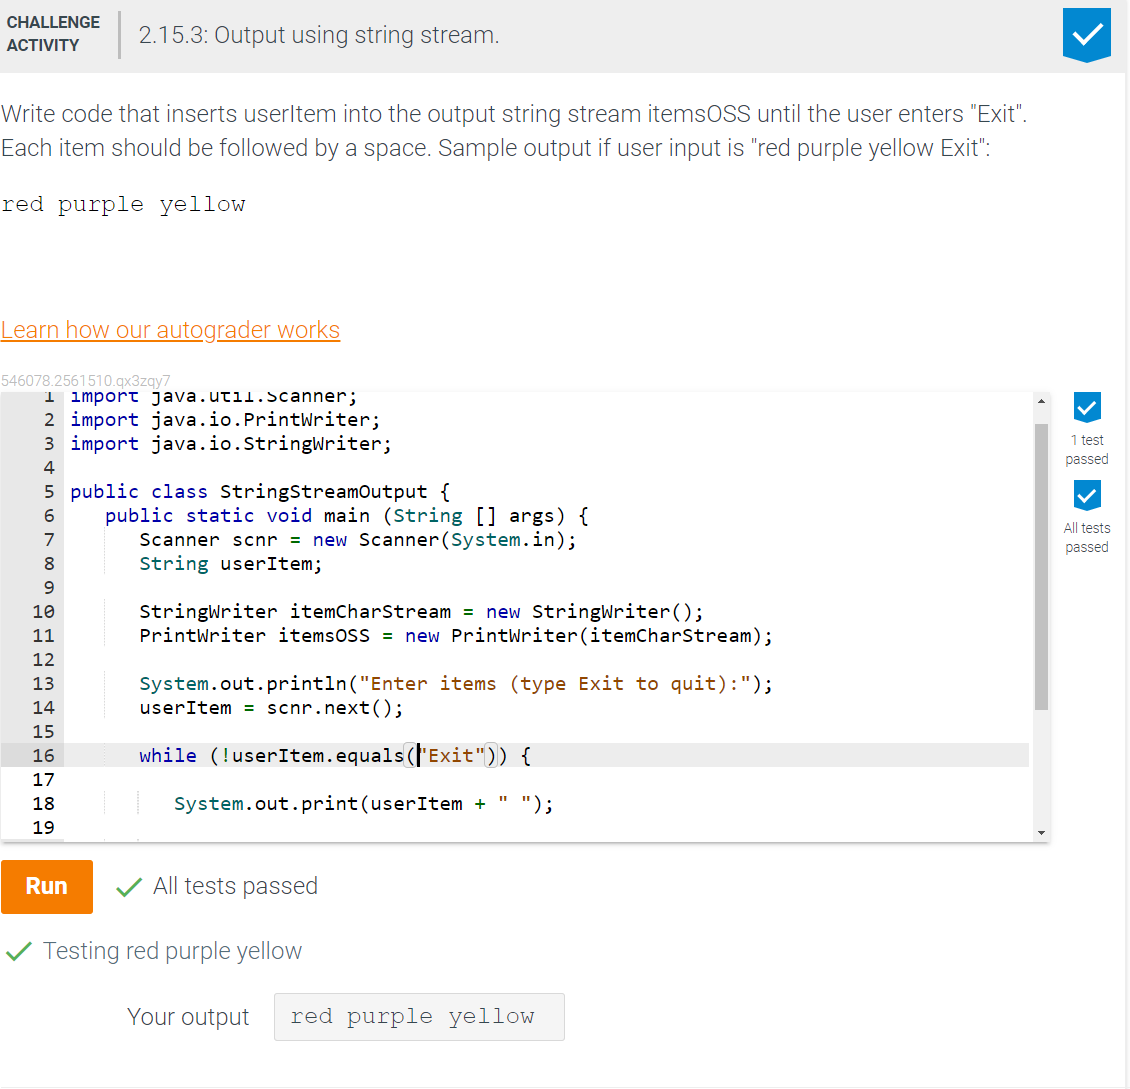 CHALLENGE
ACTIVITY
2.15.3: Output using string stream.
Write code that inserts userItem into the output string stream itemsOSS until the user enters "Exit".
Each item should be followed by a space. Sample output if user input is "red purple yellow Exit":
red purple yellow
Learn how our autograder works
546078.2561510.qx3zqy7
1 import java.util.Scanner;
2 import java.io.PrintWriter;
3 import java.io.StringWriter;
4
5 public class StringStreamOutput {
6 public static void main (String [] args) {
7 Scanner scnr = new Scanner(System.in);
8 String userItem;
9
10 StringWriter itemCharStream = new StringWriter();
11 PrintWriter itemsOSS = new PrintWriter(itemCharStream);
12
13 System.out.println("Enter items (type Exit to quit):");
14 userItem = scnr.next();
15
16 while (!userItem.equals("Exit")) {
17
18 System.out.print(userItem + " ");
19
1 test
passed
All tests
passed
Run
All tests passed
Testing red purple yellow
Your output
red purple yellow